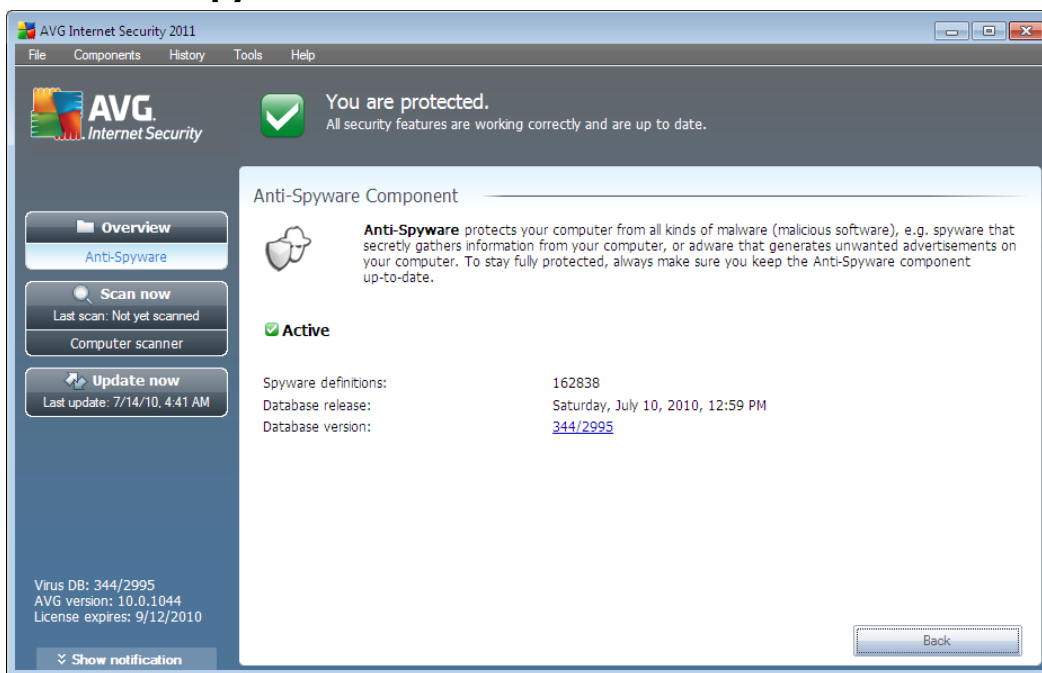 AVG Internet Security 2011
File Components History Tools Help
AVG.
Internet Security
You are protected.
All security features are working correctly and are up to date.
Overview
Anti-Spyware
Scan now
Last scan: Not yet scanned
Computer scanner
Update now
Last update: 7/14/10, 4:41 AM
Virus DB: 344/2995
AVG version: 10.0.1044
License expires: 9/12/2010
Show notification
Anti-Spyware Component
Anti-Spyware protects your computer from all kinds of malware (malicious software), e.g. spyware that
secretly gathers information from your computer, or adware that generates unwanted advertisements on
your computer. To stay fully protected, always make sure you keep the Anti-Spyware component
up-to-date.
Active
Spyware definitions: 162838
Database release: Saturday, July 10, 2010, 12:59 PM
Database version: 344/2995
Back